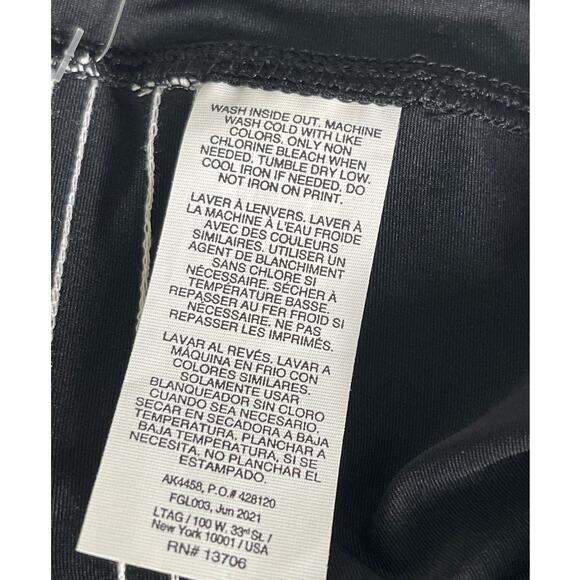 WASH INSIDE OUT. MACHINE
WASH COLD WITH LIKE
COLORS. ONLY NON
CHLORINE BLEACH WHEN
NEEDED. TUMBLE DRY LOW.
COOL IRON IF NEEDED. DO
NOT IRON ON PRINT.
LAVER À LENVERS. LAVER À
LA MACHINE À L'EAU FROIDE
AVEC DES COULEURS
SIMILAIRES. UTILISER UN
AGENT DE BLANCHIMENT
SANS CHLORE SI
NÉCESSAIRE. SÉCHER À
TEMPÉRATURE BASSE.
REPASSER AU FER FROID SI
NÉCESSAIRE. NE PAS
REPASSER LES IMPRIMÉS.
LAVAR AL REVÉS. LAVAR A
MÁQUINA EN FRIO CON
COLORES SIMILARES.
SOLAMENTE USAR
BLANQUEADOR SIN CLORO
CUANDO SEA NECESARIO.
SECAR EN SECADORA A BAJA
TEMPERATURA. PLANCHAR A
BAJA TEMPERATURA, SI SE
NECESITA. NO PLANCHAR EL
ESTAMPADO.
AK4458, P.O.# 428120
FGL003, Jun 2021
LTAG / 100 W. 33rd St. /
New York 10001 / USA
RN# 13706